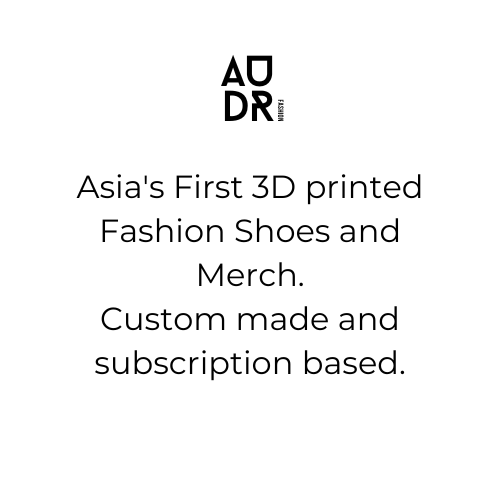 AU
DR
FASHION
Asia's First 3D printed
Fashion Shoes and
Merch.
Custom made and
subscription based.